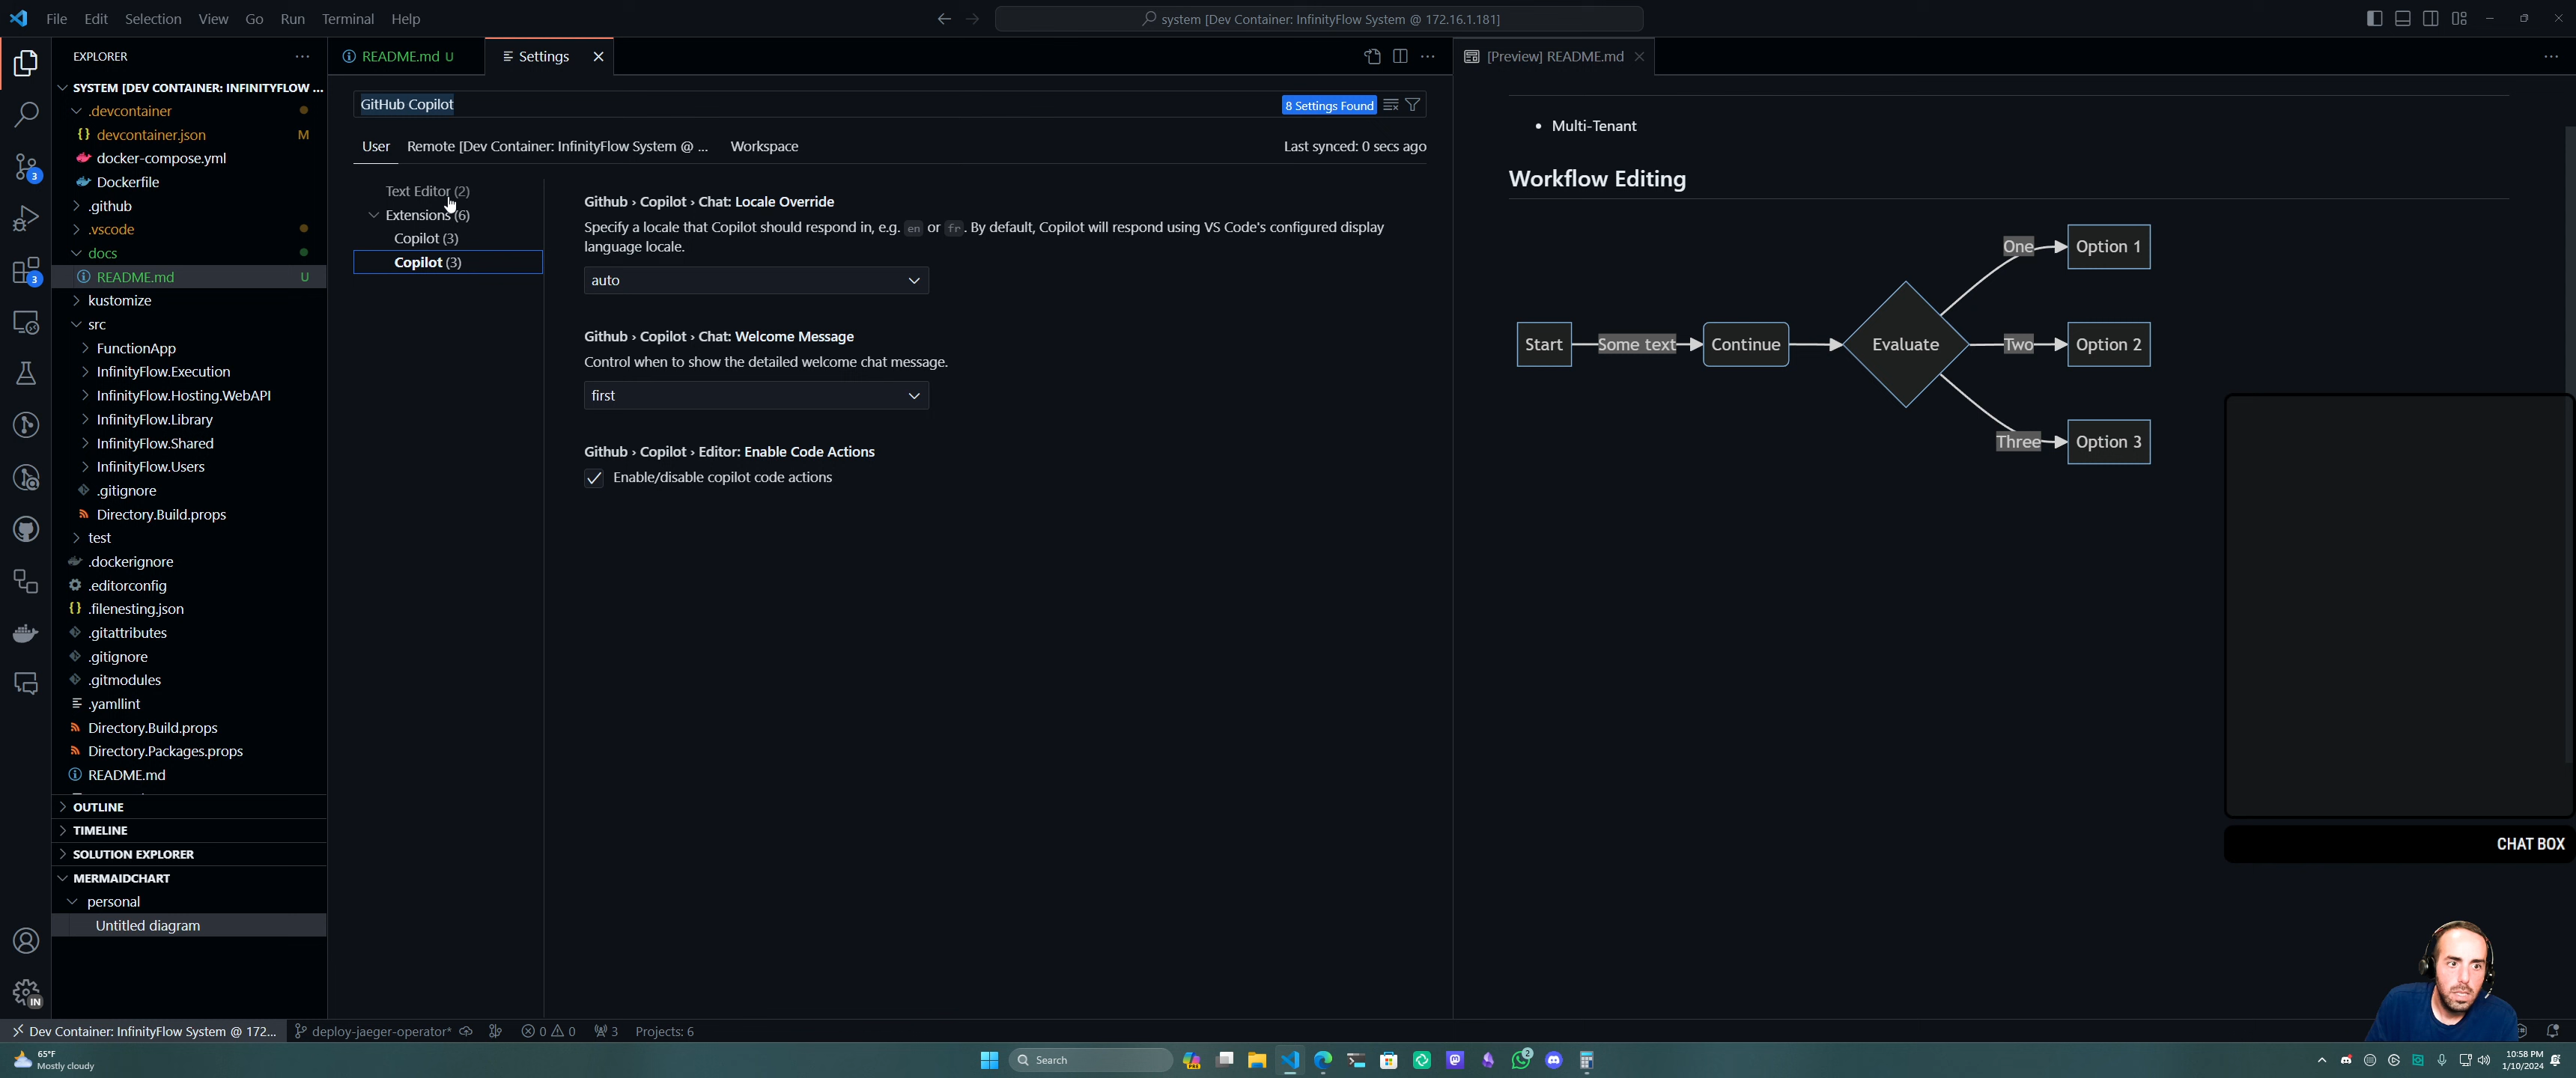 File Edit Selection View Go Run Terminal Help
system [Dev Container: InfinityFlow System @ 172.16.1.181]
EXPLORER
SYSTEM [DEV CONTAINER: INFINITYFLOW ...
.devcontainer
devcontainer.json M
docker-compose.yml
Dockerfile
.github
.vscode
docs
README.md U
kustomize
src
FunctionApp
InfinityFlow.Execution
InfinityFlow.Hosting.WebAPI
InfinityFlow.Library
InfinityFlow.Shared
InfinityFlow.Users
.gitignore
Directory.Build.props
test
.dockerignore
.editorconfig
.filenesting.json
.gitattributes
.gitignore
.gitmodules
.yamllint
Directory.Build.props
Directory.Packages.props
README.md
OUTLINE
TIMELINE
SOLUTION EXPLORER
MERMAIDCHART
personal
Untitled diagram
3
3
IN
README.md U
Settings
GitHub Copilot
8 Settings Found
User Remote [Dev Container: InfinityFlow System @ ... Workspace
Last synced: 0 secs ago
Text Editor (2)
Extensions (6)
Copilot (3)
Copilot (3)
Github › Copilot › Chat: Locale Override
Specify a locale that Copilot should respond in, e.g. en or fr. By default, Copilot will respond using VS Code's configured display
language locale.
auto
Github › Copilot › Chat: Welcome Message
Control when to show the detailed welcome chat message.
first
Github › Copilot › Editor: Enable Code Actions
Enable/disable copilot code actions
[Preview] README.md
• Multi-Tenant
Workflow Editing
One
Option 1
Start
Some text
Continue
Evaluate
Two
Option 2
Three
Option 3
CHAT BOX
Dev Container: InfinityFlow System @ 172... deploy-jaeger-operator* 0 0 3 Projects: 6
65°F
Mostly cloudy
Search
2
10:58 PM
1/10/2024